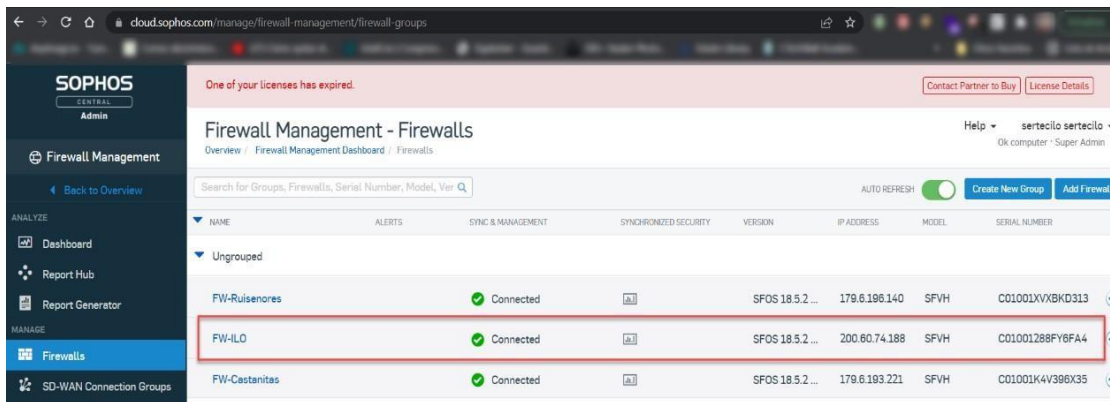 cloud.sophos.com/manage/firewall-management/firewall-groups
SOPHOS
CENTRAL
Admin
One of your licenses has expired.
Contact Partner to Buy
License Details
Firewall Management - Firewalls
Overview / Firewall Management Dashboard / Firewalls
Help
sertecilo sertecilo
Ok computer · Super Admin
Firewall Management
Back to Overview
Search for Groups, Firewalls, Serial Number, Model, Ver
AUTO REFRESH
Create New Group
Add Firewal
ANALYZE
Dashboard
Report Hub
Report Generator
MANAGE
Firewalls
SD-WAN Connection Groups
NAME ALERTS SYNC & MANAGEMENT SYNCHRONIZED SECURITY VERSION IP ADDRESS MODEL SERIAL NUMBER
Ungrouped
FW-Ruisenores Connected SFOS 18.5.2 ... 179.6.196.140 SFVH C01001XVXBKD313
FW-ILO Connected SFOS 18.5.2 ... 200.60.74.188 SFVH C01001288FY6FA4
FW-Castanitas Connected SFOS 18.5.2 ... 179.6.193.221 SFVH C01001K4V396X35